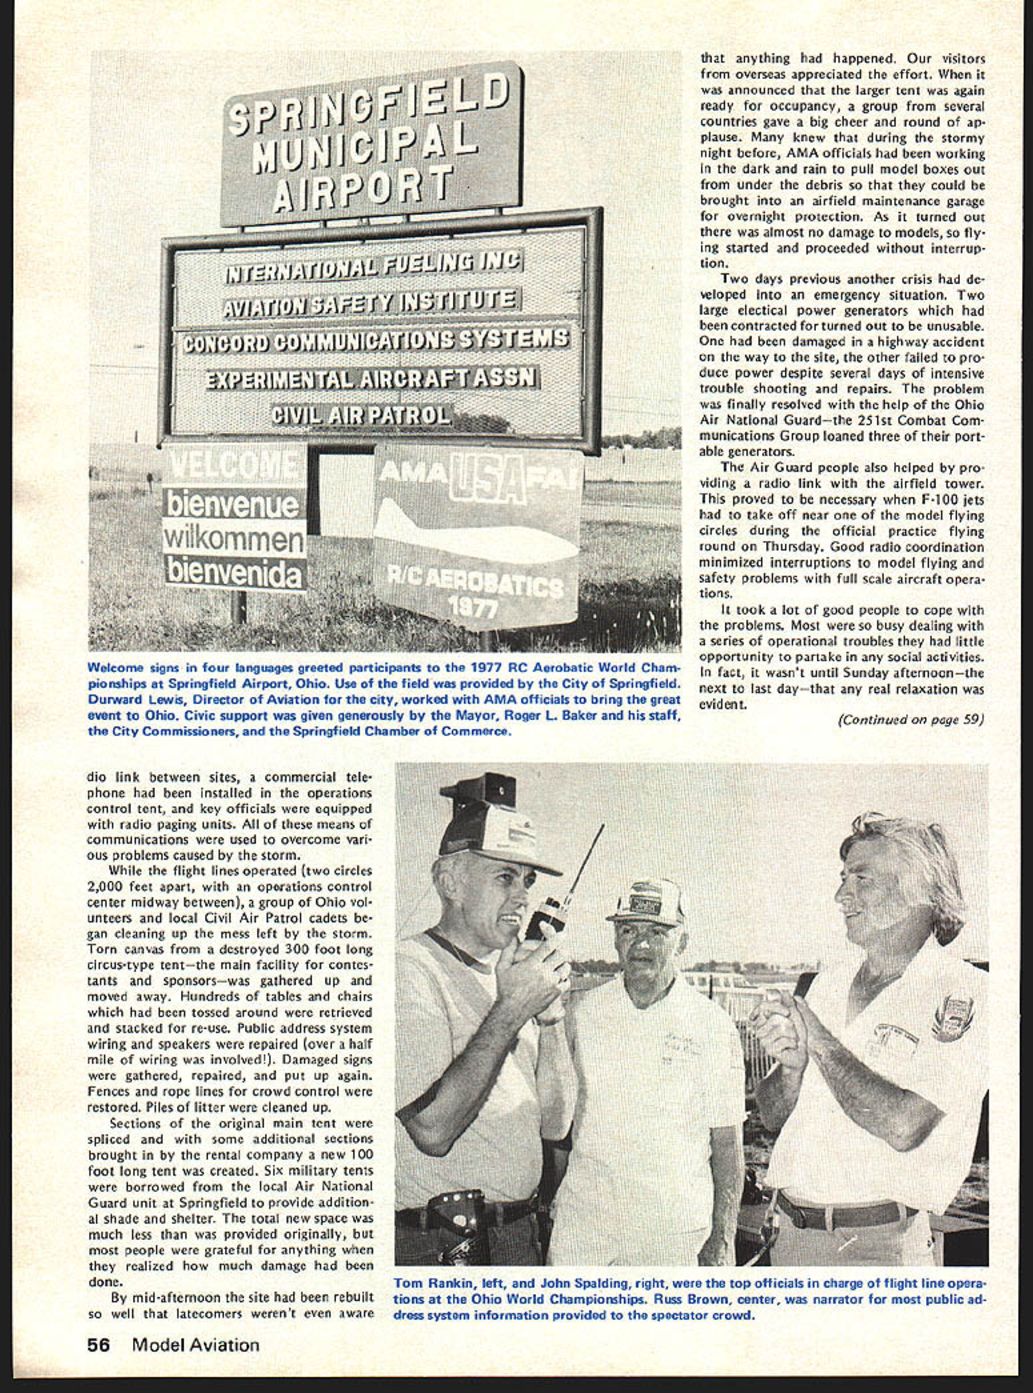 SPRINGFIELD
MUNICIPAL
AIRPORT
INTERNATIONAL FUELING INC
AVIATION SAFETY INSTITUTE
CONCORD COMMUNICATIONS SYSTEMS
EXPERIMENTAL AIRCRAFT ASSN
CIVIL AIR PATROL
WELCOME
bienvenue
wilkommen
bienvenida
AMA USA FAI
R/C AEROBATICS
1977
Welcome signs in four languages greeted participants to the 1977 RC Aerobatic World Cham-
pionships at Springfield Airport, Ohio. Use of the field was provided by the City of Springfield.
Durward Lewis, Director of Aviation for the city, worked with AMA officials to bring the great
event to Ohio. Civic support was given generously by the Mayor, Roger L. Baker and his staff,
the City Commissioners, and the Springfield Chamber of Commerce.
dio link between sites, a commercial tele-
phone had been installed in the operations
control tent, and key officials were equipped
with radio paging units. All of these means of
communications were used to overcome vari-
ous problems caused by the storm.
While the flight lines operated (two circles
2,000 feet apart, with an operations control
center midway between), a group of Ohio vol-
unteers and local Civil Air Patrol cadets be-
gan cleaning up the mess left by the storm.
Torn canvas from a destroyed 300 foot long
circus-type tent—the main facility for contes-
tants and sponsors—was gathered up and
moved away. Hundreds of tables and chairs
which had been tossed around were retrieved
and stacked for re-use. Public address system
wiring and speakers were repaired (over a half
mile of wiring was involved!). Damaged signs
were gathered, repaired, and put up again.
Fences and rope lines for crowd control were
restored. Piles of litter were cleaned up.
Sections of the original main tent were
spliced and with some additional sections
brought in by the rental company a new 100
foot long tent was created. Six military tents
were borrowed from the local Air National
Guard unit at Springfield to provide addition-
al shade and shelter. The total new space was
much less than was provided originally, but
most people were grateful for anything when
they realized how much damage had been
done.
By mid-afternoon the site had been rebuilt
so well that latecomers weren't even aware
that anything had happened. Our visitors
from overseas appreciated the effort. When it
was announced that the larger tent was again
ready for occupancy, a group from several
countries gave a big cheer and round of ap-
plause. Many knew that during the stormy
night before, AMA officials had been working
in the dark and rain to pull model boxes out
from under the debris so that they could be
brought into an airfield maintenance garage
for overnight protection. As it turned out
there was almost no damage to models, so fly-
ing started and proceeded without interrup-
tion.
Two days previous another crisis had de-
veloped into an emergency situation. Two
large electical power generators which had
been contracted for turned out to be unusable.
One had been damaged in a highway accident
on the way to the site, the other failed to pro-
duce power despite several days of intensive
trouble shooting and repairs. The problem
was finally resolved with the help of the Ohio
Air National Guard—the 251st Combat Com-
munications Group loaned three of their port-
able generators.
The Air Guard people also helped by pro-
viding a radio link with the airfield tower.
This proved to be necessary when F-100 jets
had to take off near one of the model flying
circles during the official practice flying
round on Thursday. Good radio coordination
minimized interruptions to model flying and
safety problems with full scale aircraft opera-
tions.
It took a lot of good people to cope with
the problems. Most were so busy dealing with
a series of operational troubles they had little
opportunity to partake in any social activities.
In fact, it wasn't until Sunday afternoon—the
next to last day—that any real relaxation was
evident.
(Continued on page 59)
Tom Rankin, left, and John Spalding, right, were the top officials in charge of flight line opera-
tions at the Ohio World Championships. Russ Brown, center, was narrator for most public ad-
dress system information provided to the spectator crowd.
56 Model Aviation